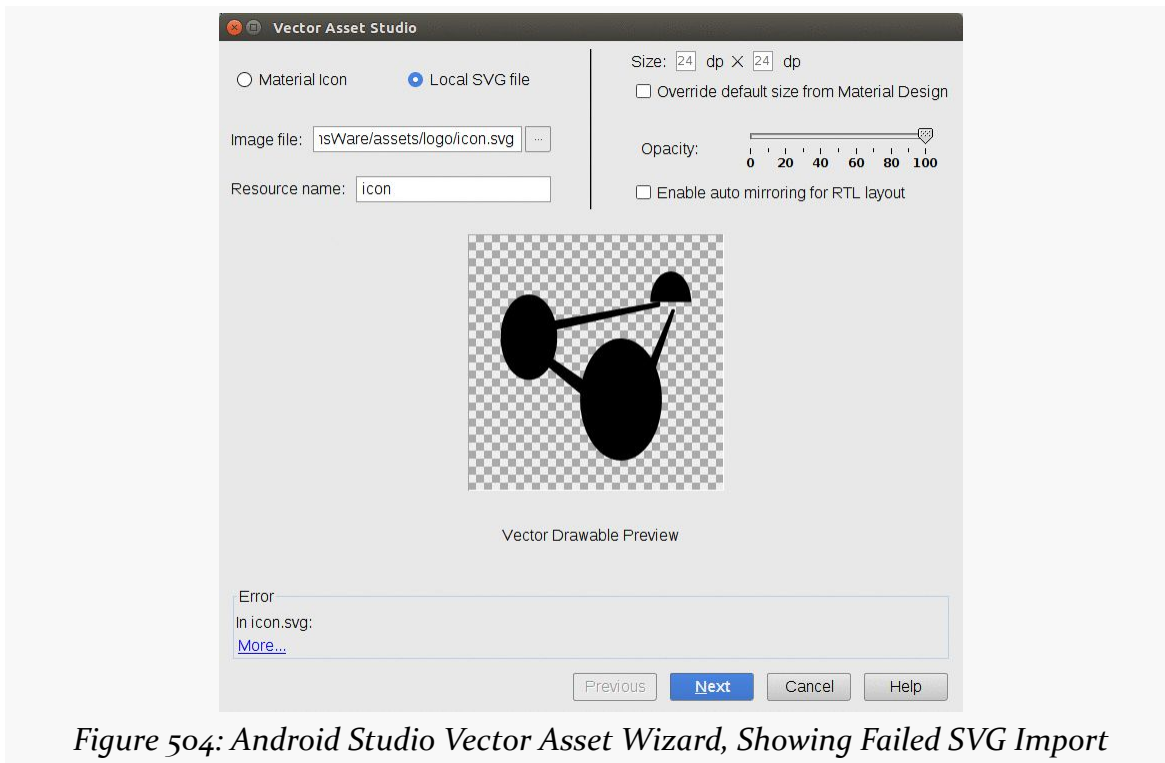 Vector Asset Studio
Material Icon
Local SVG file
Image file: ısWare/assets/logo/icon.svg ...
Resource name: icon
Size: 24 dp X 24 dp
Override default size from Material Design
Opacity:
0 20 40 60 80 100
Enable auto mirroring for RTL layout
Vector Drawable Preview
Error
In icon.svg:
More...
Previous Next Cancel Help
Figure 504: Android Studio Vector Asset Wizard, Showing Failed SVG Import